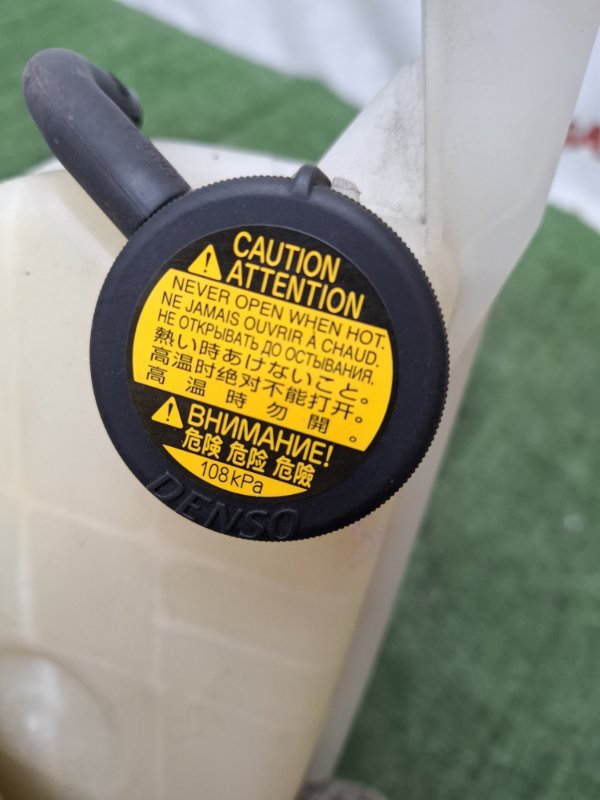 CAUTION
ATTENTION
NEVER OPEN WHEN HOT.
NE JAMAIS OUVRIR À CHAUD.
НЕ ОТКРЫВАТЬ ДО ОСТЫВАНИЯ.
熱い時あけないこと。
高温时绝对不能打开。
高温時勿開。
ВНИМАНИЕ!
危険 危险 危險
108kPa
DENSO